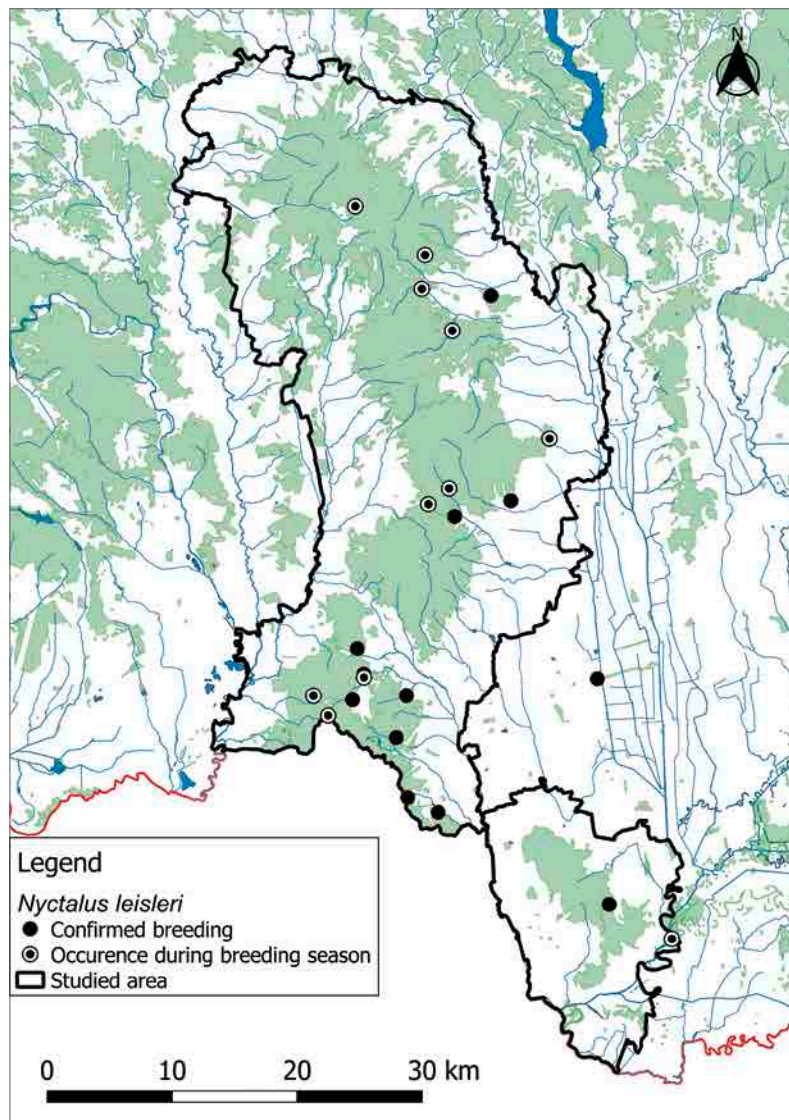 N
Legend
Nyctalus leisleri
Confirmed breeding
Occurence during breeding season
Studied area
0 10 20 30 km